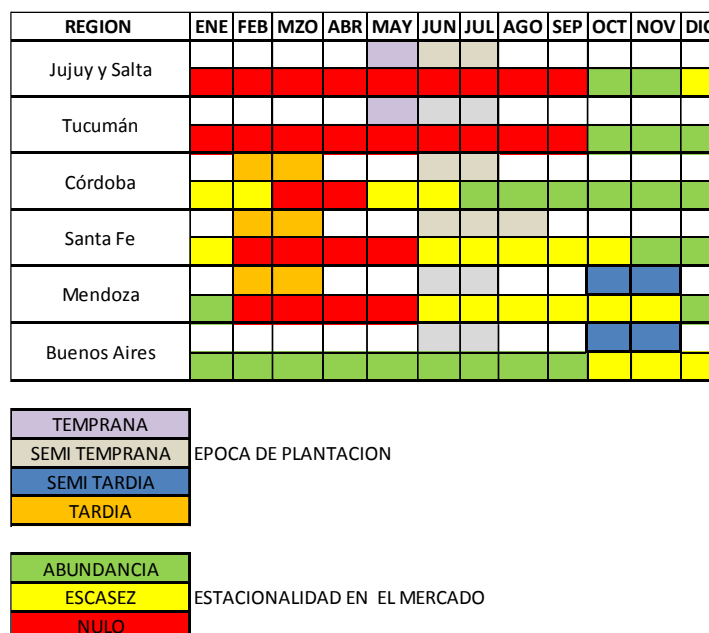 REGION ENE FEB MZO ABR MAY JUN JUL AGO SEP OCT NOV DIC
Jujuy y Salta
Tucumán
Córdoba
Santa Fe
Mendoza
Buenos Aires
TEMPRANA
SEMI TEMPRANA EPOCA DE PLANTACION
SEMI TARDIA
TARDIA
ABUNDANCIA
ESCASEZ ESTACIONALIDAD EN EL MERCADO
NULO